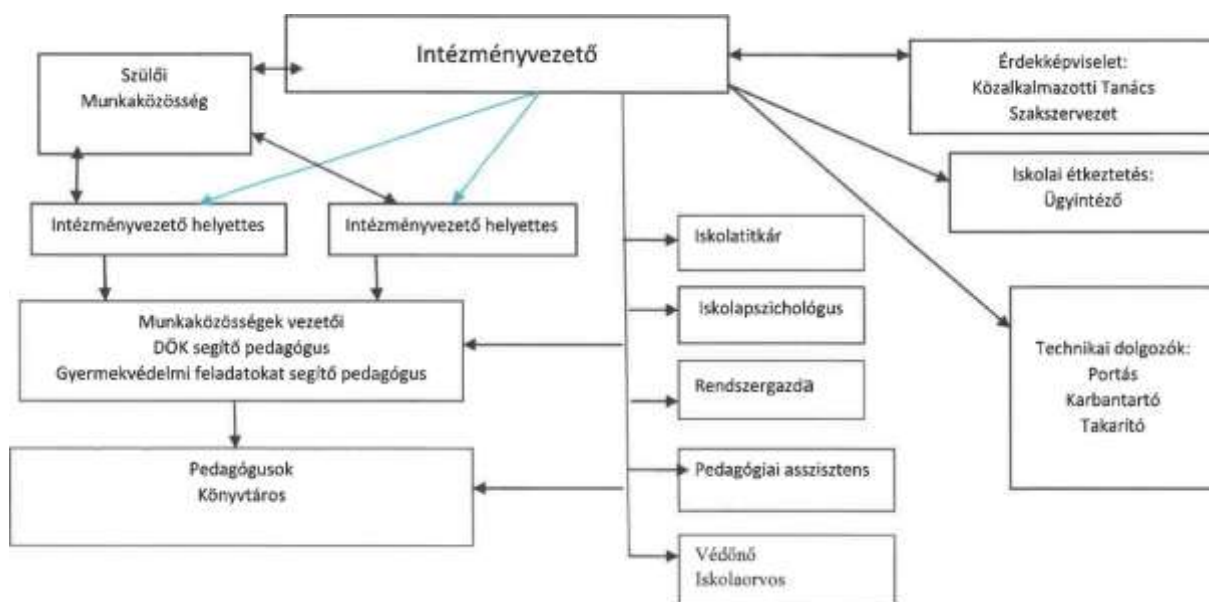 Intézményvezető
Szülői
Munkaközösség
Érdekképviselet:
Közalkalmazotti Tanács
Szakszervezet
Iskolai étkeztetés:
Ügyintéző
Intézményvezető helyettes
Intézményvezető helyettes
Iskolatitkár
Iskolapszichológus
Munkaközösségek vezetői
DÖK segítő pedagógus
Gyermekvédelmi feladatokat segítő pedagógus
Technikai dolgozók:
Portás
Karbantartó
Takarító
Rendszergazda
Pedagógusok
Könyvtáros
Pedagógiai asszisztens
Védőnő
Iskolaorvos